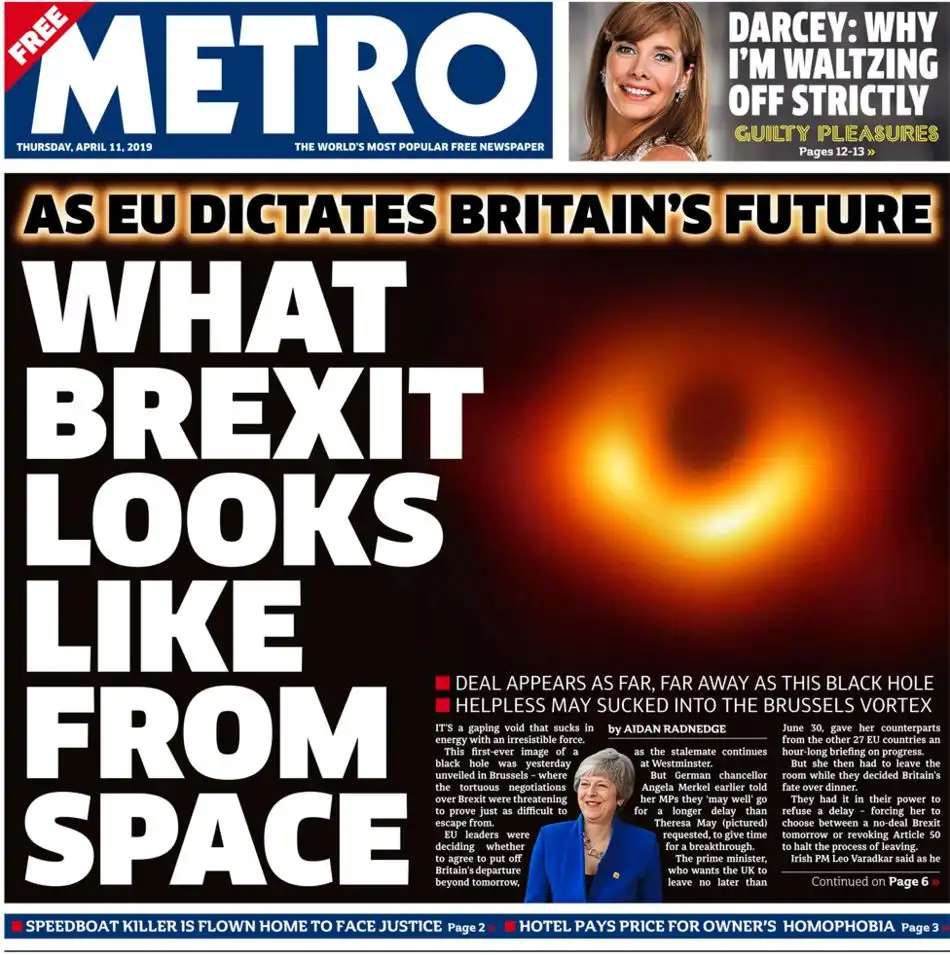 FREE
METRO
THURSDAY, APRIL 11, 2019
THE WORLD'S MOST POPULAR FREE NEWSPAPER
DARCEY: WHY
I'M WALTZING
OFF STRICTLY
GUILTY PLEASURES
Pages 12-13 »
AS EU DICTATES BRITAIN'S FUTURE
WHAT
BREXIT
LOOKS
LIKE
FROM
SPACE
■ DEAL APPEARS AS FAR, FAR AWAY AS THIS BLACK HOLE
■ HELPLESS MAY SUCKED INTO THE BRUSSELS VORTEX
IT'S a gaping void that sucks in
energy with an irresistible force.
This first-ever image of a
black hole was yesterday
unveiled in Brussels – where
the tortuous negotiations
over Brexit were threatening
to prove just as difficult to
escape from.
EU leaders were
deciding whether
to agree to put off
Britain's departure
beyond tomorrow,
by AIDAN RADNEDGE
as the stalemate continues
at Westminster.
But German chancellor
Angela Merkel earlier told
her MPs they 'may well' go
for a longer delay than
Theresa May (pictured)
requested, to give time
for a breakthrough.
The prime minister,
who wants the UK to
leave no later than
June 30, gave her counterparts
from the other 27 EU countries an
hour-long briefing on progress.
But she then had to leave the
room while they decided Britain's
fate over dinner.
They had it in their power to
refuse a delay – forcing her to
choose between a no-deal Brexit
tomorrow or revoking Article 50
to halt the process of leaving.
Irish PM Leo Varadkar said as he
Continued on Page 6 »
■ SPEEDBOAT KILLER IS FLOWN HOME TO FACE JUSTICE Page 2 » ■ HOTEL PAYS PRICE FOR OWNER'S HOMOPHOBIA Page 3 »